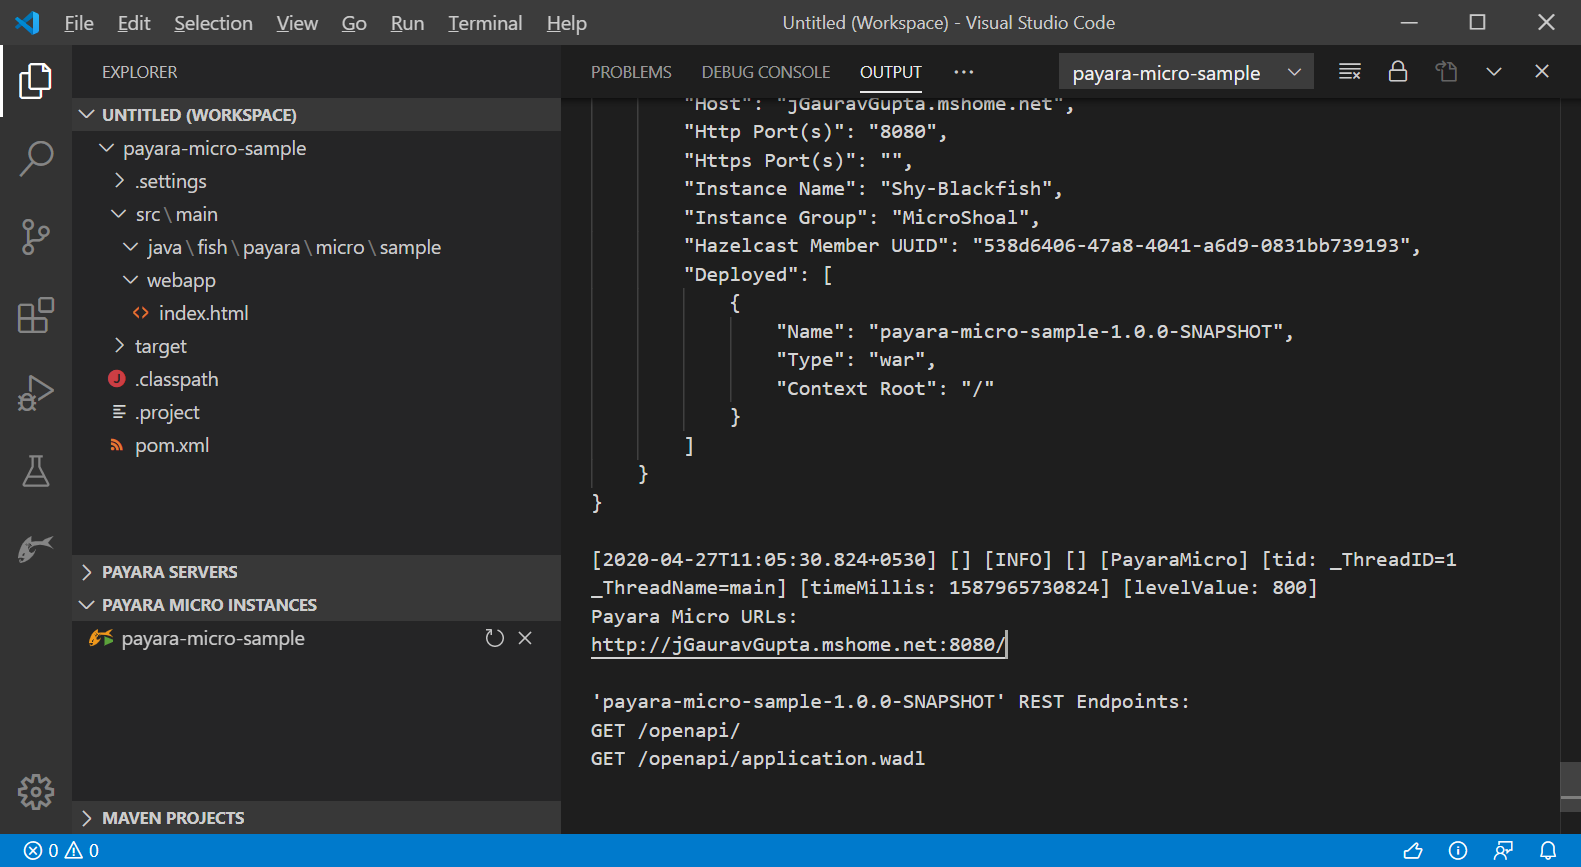 File Edit Selection View Go Run Terminal Help
Untitled (Workspace) - Visual Studio Code
EXPLORER
UNTITLED (WORKSPACE)
payara-micro-sample
.settings
src\main
java\fish\payara\micro\sample
webapp
<> index.html
target
J .classpath
.project
pom.xml
PAYARA SERVERS
PAYARA MICRO INSTANCES
payara-micro-sample
MAVEN PROJECTS
PROBLEMS DEBUG CONSOLE OUTPUT ··· payara-micro-sample
"Host": "jGauravGupta.mshome.net",
"Http Port(s)": "8080",
"Https Port(s)": "",
"Instance Name": "Shy-Blackfish",
"Instance Group": "MicroShoal",
"Hazelcast Member UUID": "538d6406-47a8-4041-a6d9-0831bb739193",
"Deployed": [
{
"Name": "payara-micro-sample-1.0.0-SNAPSHOT",
"Type": "war",
"Context Root": "/"
}
]
}
}
[2020-04-27T11:05:30.824+0530] [] [INFO] [] [PayaraMicro] [tid: _ThreadID=1
_ThreadName=main] [timeMillis: 1587965730824] [levelValue: 800]
Payara Micro URLs:
http://jGauravGupta.mshome.net:8080/
'payara-micro-sample-1.0.0-SNAPSHOT' REST Endpoints:
GET /openapi/
GET /openapi/application.wadl
0 0